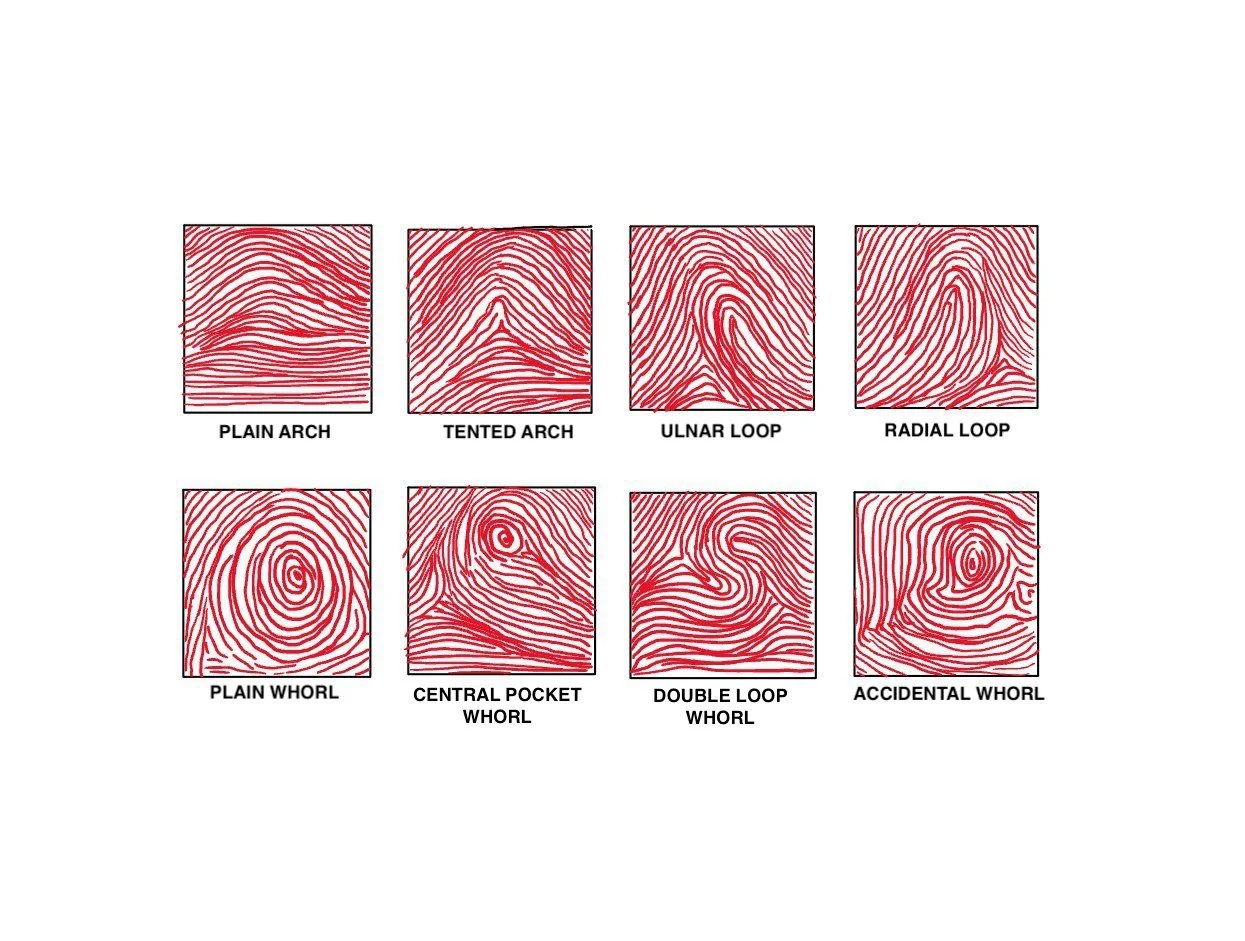 PLAIN ARCH
TENTED ARCH
ULNAR LOOP
RADIAL LOOP
PLAIN WHORL
CENTRAL POCKET
WHORL
DOUBLE LOOP
WHORL
ACCIDENTAL WHORL